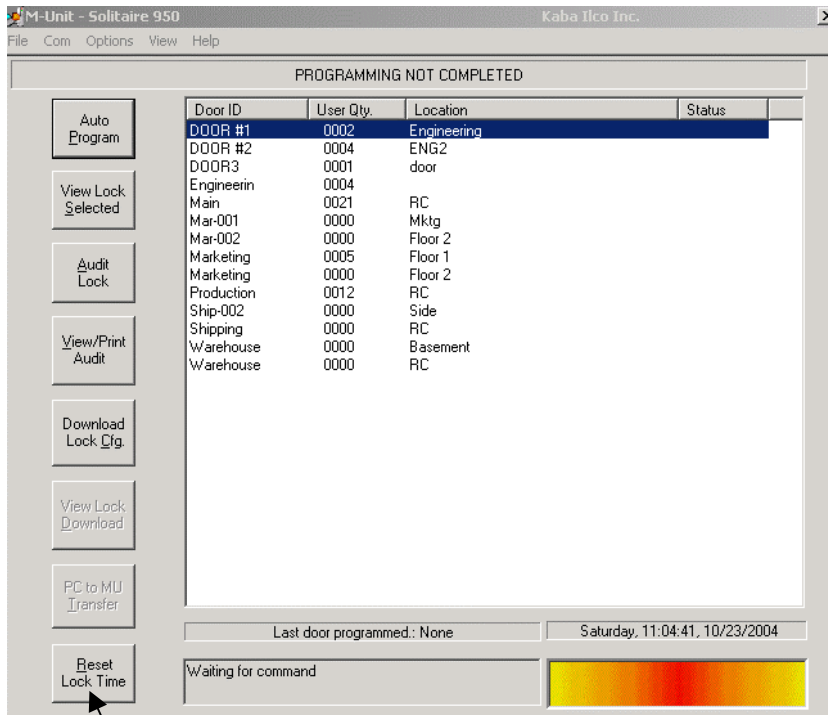 M-Unit - Solitaire 950 Kaba Ilco Inc.
File Com Options View Help
PROGRAMMING NOT COMPLETED
Auto
Program
View Lock
Selected
Audit
Lock
View/Print
Audit
Download
Lock Cfg.
View Lock
Download
PC to MU
Transfer
Reset
Lock Time
Door ID User Qty. Location Status
DOOR #1 0002 Engineering
DOOR #2 0004 ENG2
DOOR3 0001 door
Engineerin 0004
Main 0021 RC
Mar-001 0000 Mktg
Mar-002 0000 Floor 2
Marketing 0005 Floor 1
Marketing 0000 Floor 2
Production 0012 RC
Ship-002 0000 Side
Shipping 0000 RC
Warehouse 0000 Basement
Warehouse 0000 RC
Last door programmed.: None
Saturday, 11:04:41, 10/23/2004
Waiting for command